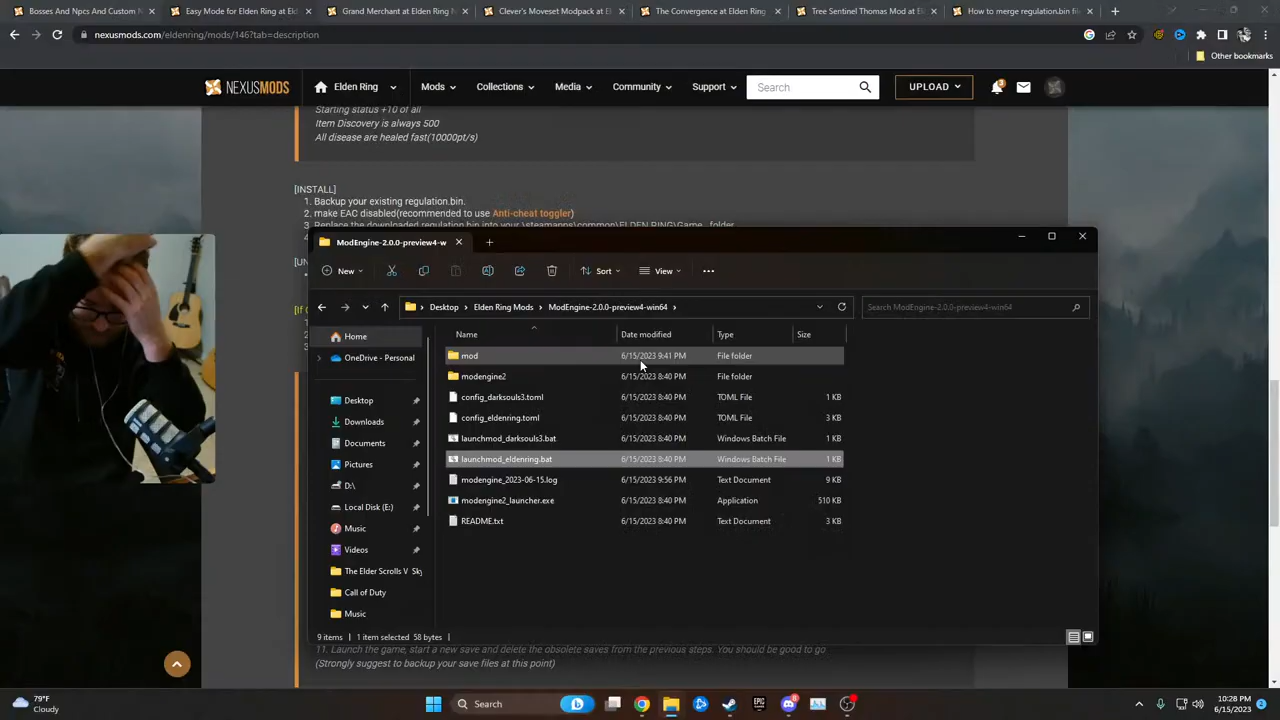 Bosses And NPcs And Custom N
Easy Mode for Elden Ring at Eld
Grand Merchant at Elden Ring N
Clever's Moveset Modpack at E
The Convergence at Elden Ring
Tree Sentinel Thomas Mod at E
How to merge regulation.bin fil
nexusmods.com/eldenring/mods/146?tab=description
Other bookmarks
NEXUSMODS
Elden Ring
Mods
Collections
Media
Community
Support
Search
UPLOAD
Starting status +10 of all
Item Discovery is always 500
All disease are healed fast(10000pt/s)
[INSTALL]
1. Backup your existing regulation.bin.
2. make EAC disabled(recommended to use Anti-cheat toggler)
3. Replace the downloaded regulation.bin into your \steamapps\common\ELDEN RING\Game folder
ModEngine-2.0.0-preview4-w
New
Sort
View
Desktop
Elden Ring Mods
ModEngine-2.0.0-preview4-win64
Search ModEngine-2.0.0-preview4-win64
Name
Date modified
Type
Size
Home
OneDrive - Personal
Desktop
Downloads
Documents
Pictures
D:\
Local Disk (E:)
Music
Videos
The Elder Scrolls V Sky
Call of Duty
Music
mod 6/15/2023 9:41 PM File folder
modengine2 6/15/2023 8:40 PM File folder
config_darksouls3.toml 6/15/2023 8:40 PM TOML File 1 KB
config_eldenring.toml 6/15/2023 8:40 PM TOML File 3 KB
launchmod_darksouls3.bat 6/15/2023 8:40 PM Windows Batch File 1 KB
launchmod_eldenring.bat 6/15/2023 8:40 PM Windows Batch File 1 KB
modengine_2023-06-15.log 6/15/2023 9:56 PM Text Document 9 KB
modengine2_launcher.exe 6/15/2023 8:40 PM Application 510 KB
README.txt 6/15/2023 8:40 PM Text Document 3 KB
9 items
1 item selected 58 bytes
11. Launch the game, start a new save and delete the obsolete saves from the previous steps. You should be good to go
(Strongly suggest to backup your save files at this point)
79°F
Cloudy
Search
10:28 PM
6/15/2023